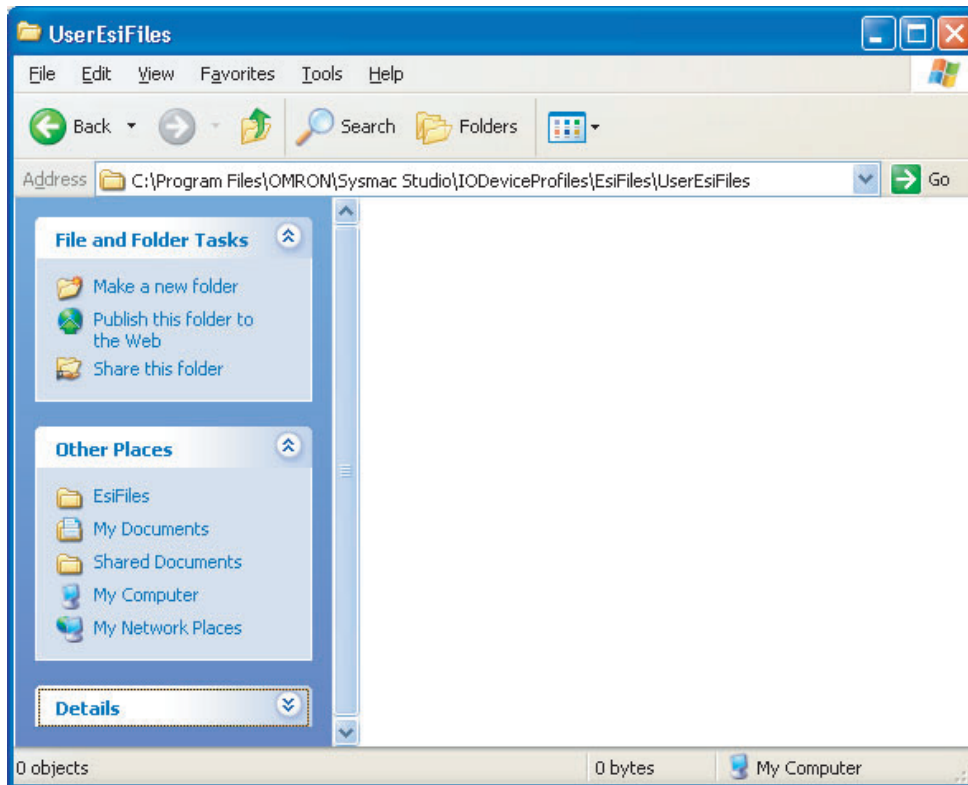 UserEsiFiles
File Edit View Favorites Tools Help
Back Search Folders
Address C:\Program Files\OMRON\Sysmac Studio\IODeviceProfiles\EsiFiles\UserEsiFiles Go
File and Folder Tasks
Make a new folder
Publish this folder to
the Web
Share this folder
Other Places
EsiFiles
My Documents
Shared Documents
My Computer
My Network Places
Details
0 objects 0 bytes My Computer